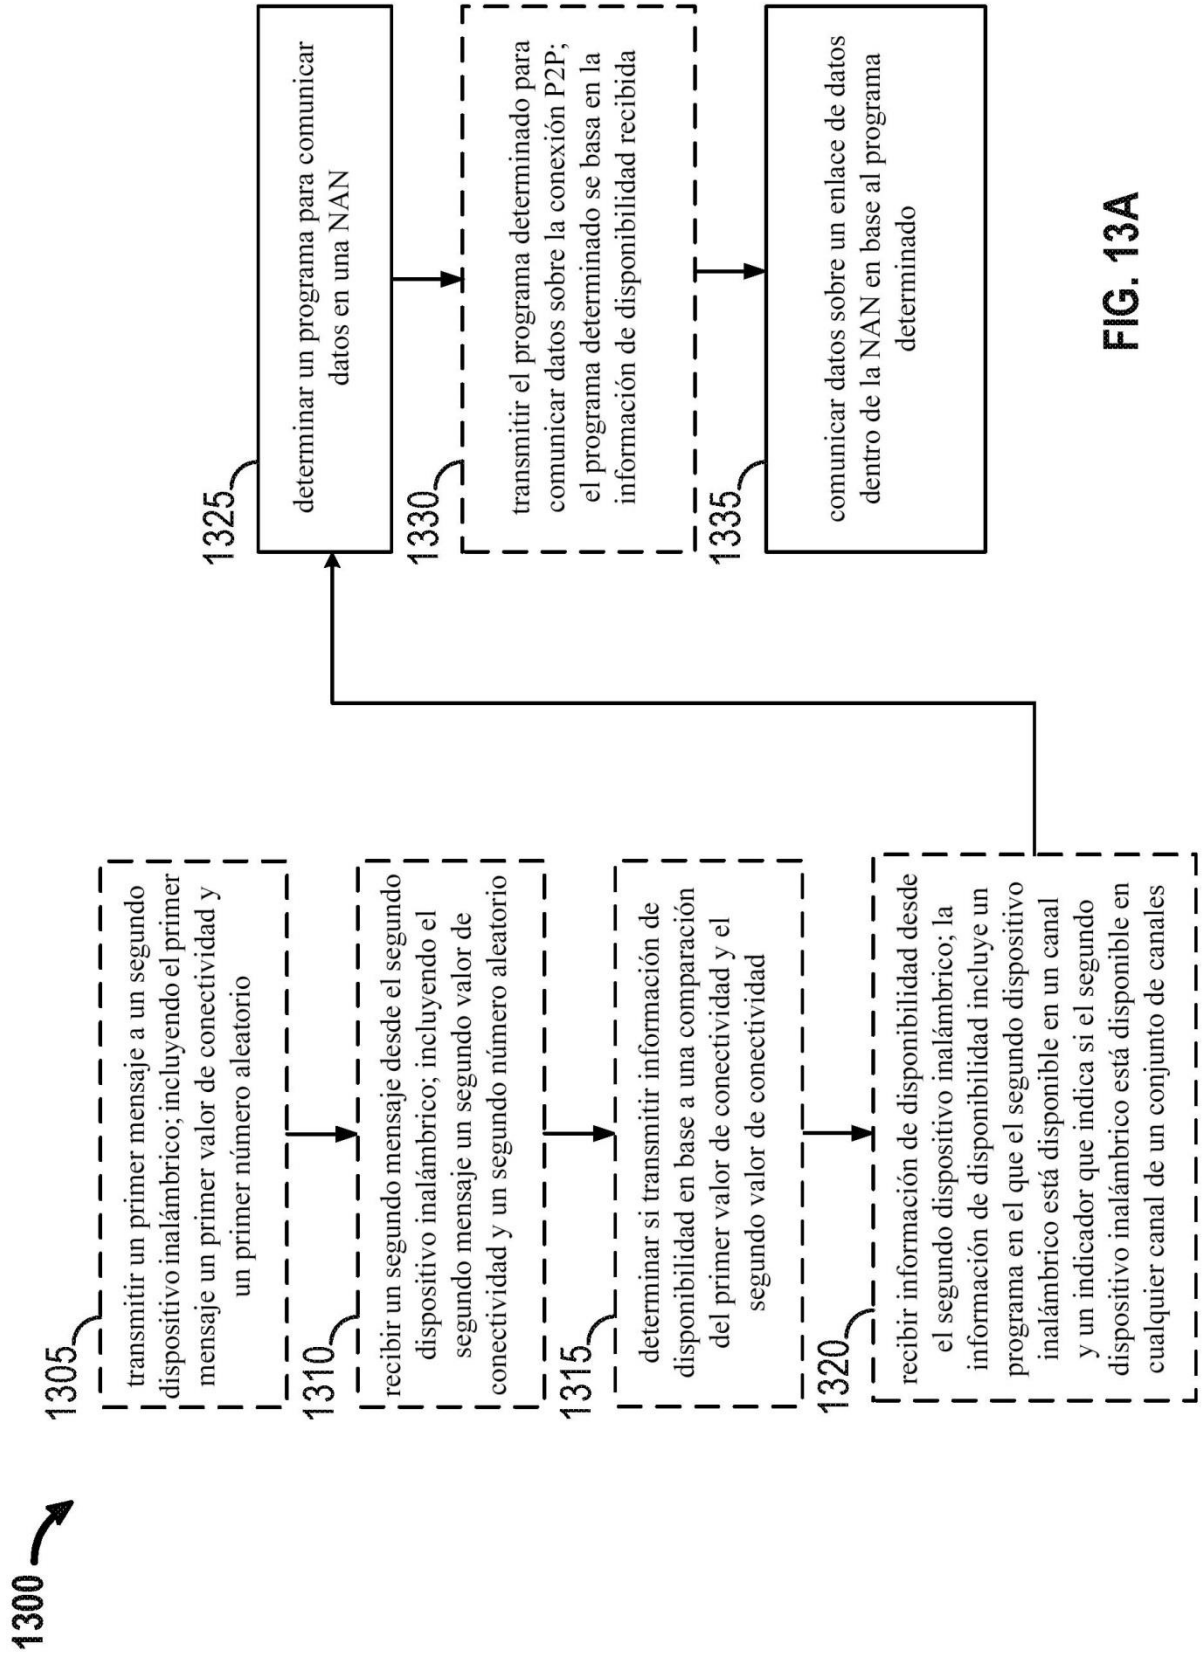 1300
1305
transmitir un primer mensaje a un segundo
dispositivo inalámbrico; incluyendo el primer
mensaje un primer valor de conectividad y
un primer número aleatorio
1310
recibir un segundo mensaje desde el segundo
dispositivo inalámbrico; incluyendo el
segundo mensaje un segundo valor de
conectividad y un segundo número aleatorio
1315
determinar si transmitir información de
disponibilidad en base a una comparación
del primer valor de conectividad y el
segundo valor de conectividad
1320
recibir información de disponibilidad desde
el segundo dispositivo inalámbrico; la
información de disponibilidad incluye un
programa en el que el segundo dispositivo
inalámbrico está disponible en un canal
y un indicador que indica si el segundo
dispositivo inalámbrico está disponible en
cualquier canal de un conjunto de canales
1325
determinar un programa para comunicar
datos en una NAN
1330
transmitir el programa determinado para
comunicar datos sobre la conexión P2P;
el programa determinado se basa en la
información de disponibilidad recibida
1335
comunicar datos sobre un enlace de datos
dentro de la NAN en base al programa
determinado
FIG. 13A